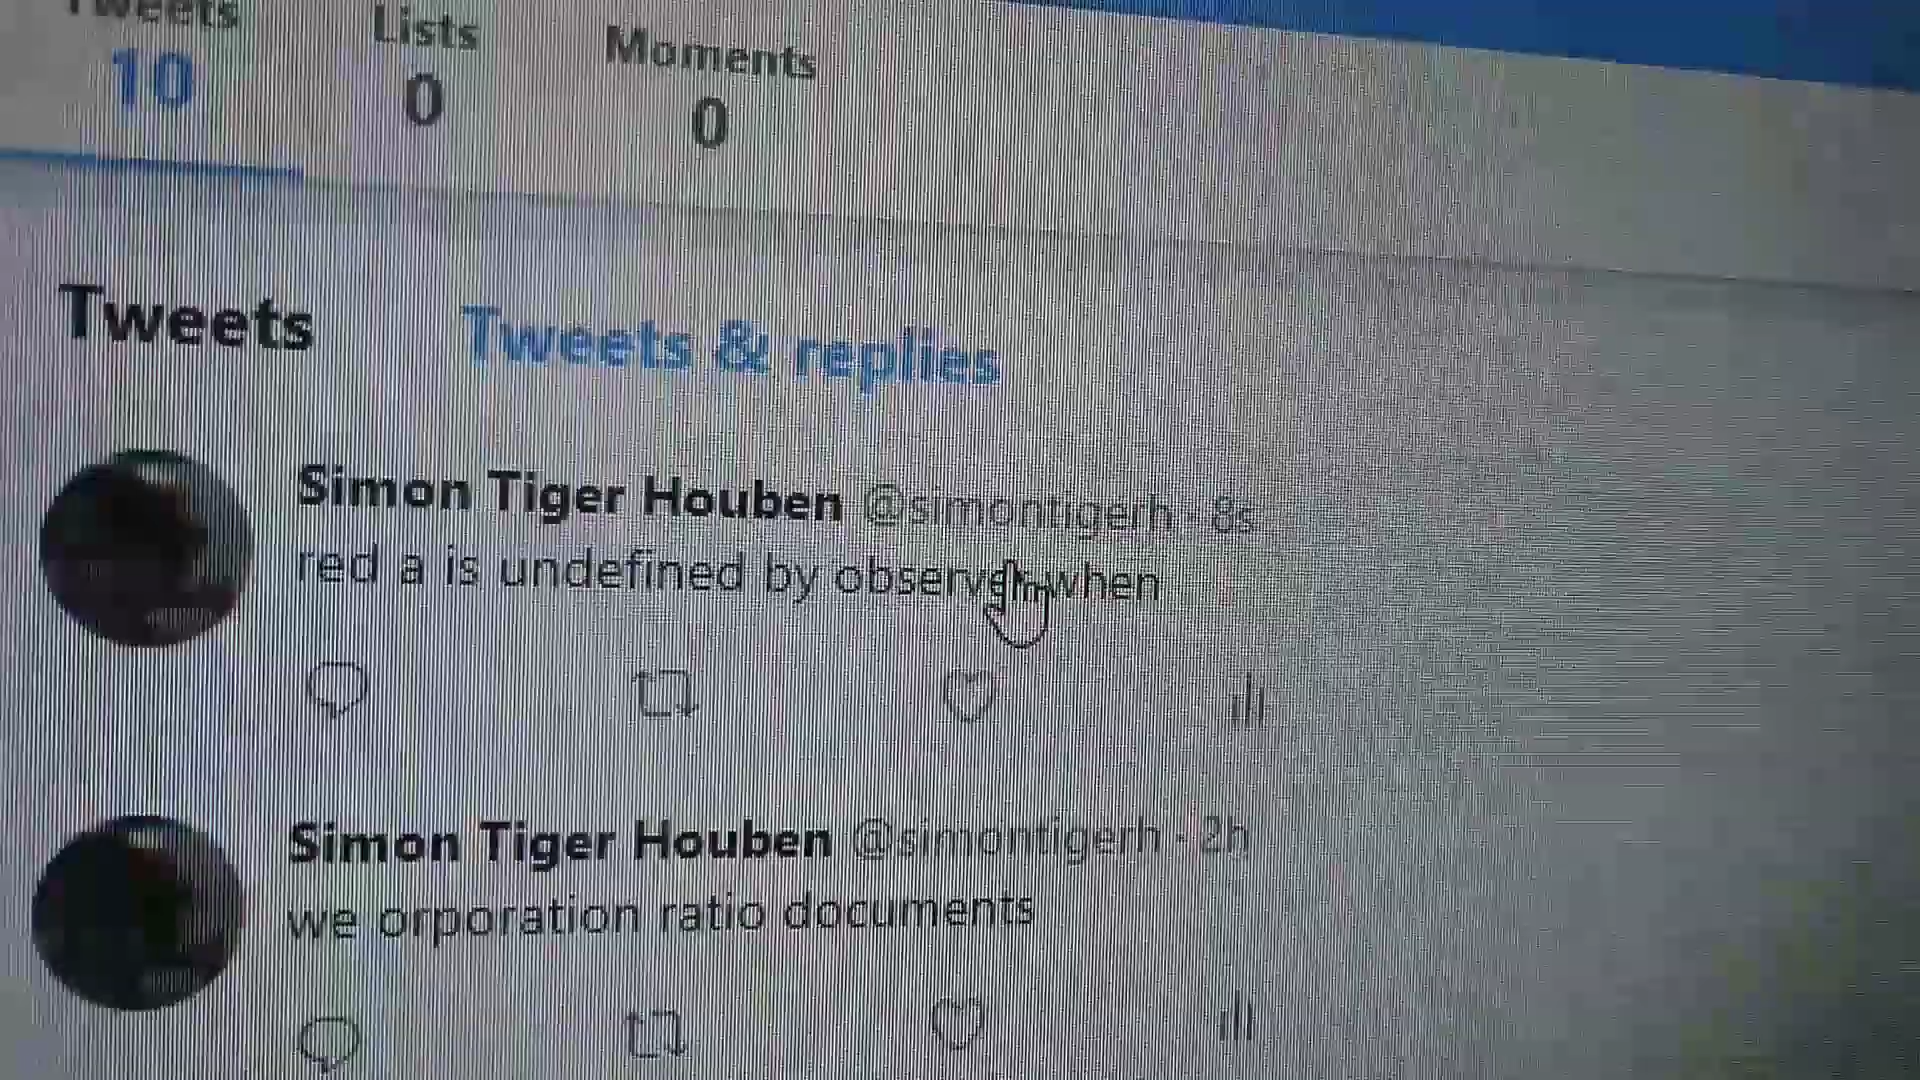 Tweets Lists Moments
10 0 0
Tweets Tweets & replies
Simon Tiger Houben @simontigerh · 8s
red a is undefined by observer when
Simon Tiger Houben @simontigerh · 2h
we orporation ratio documents